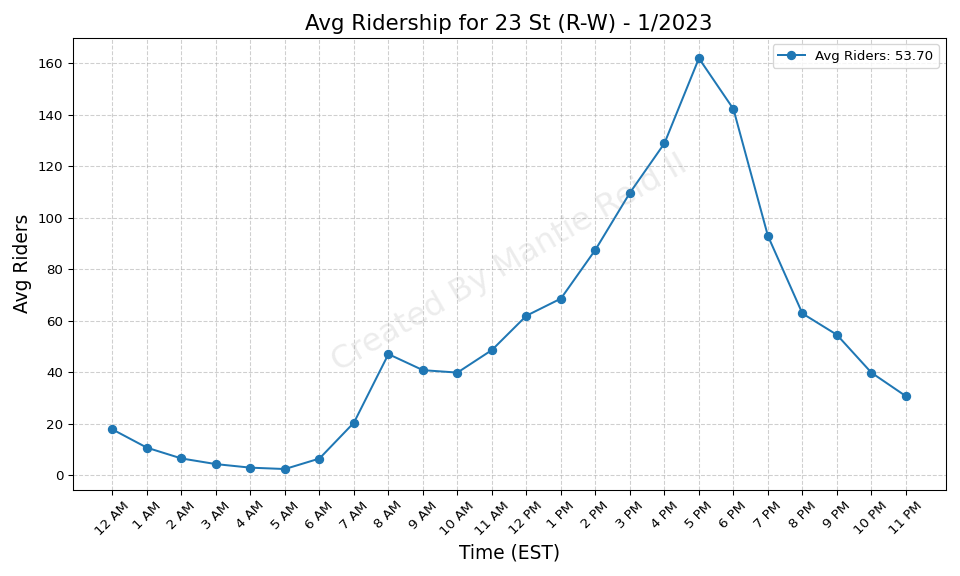 Avg Ridership for 23 St (R-W) - 1/2023
Avg Riders: 53.70
Avg Riders
160
140
120
100
80
60
40
20
0
Created By Mantle Reid II
12 AM
1 AM
2 AM
3 AM
4 AM
5 AM
6 AM
7 AM
8 AM
9 AM
10 AM
11 AM
12 PM
1 PM
2 PM
3 PM
4 PM
5 PM
6 PM
7 PM
8 PM
9 PM
10 PM
11 PM
Time (EST)